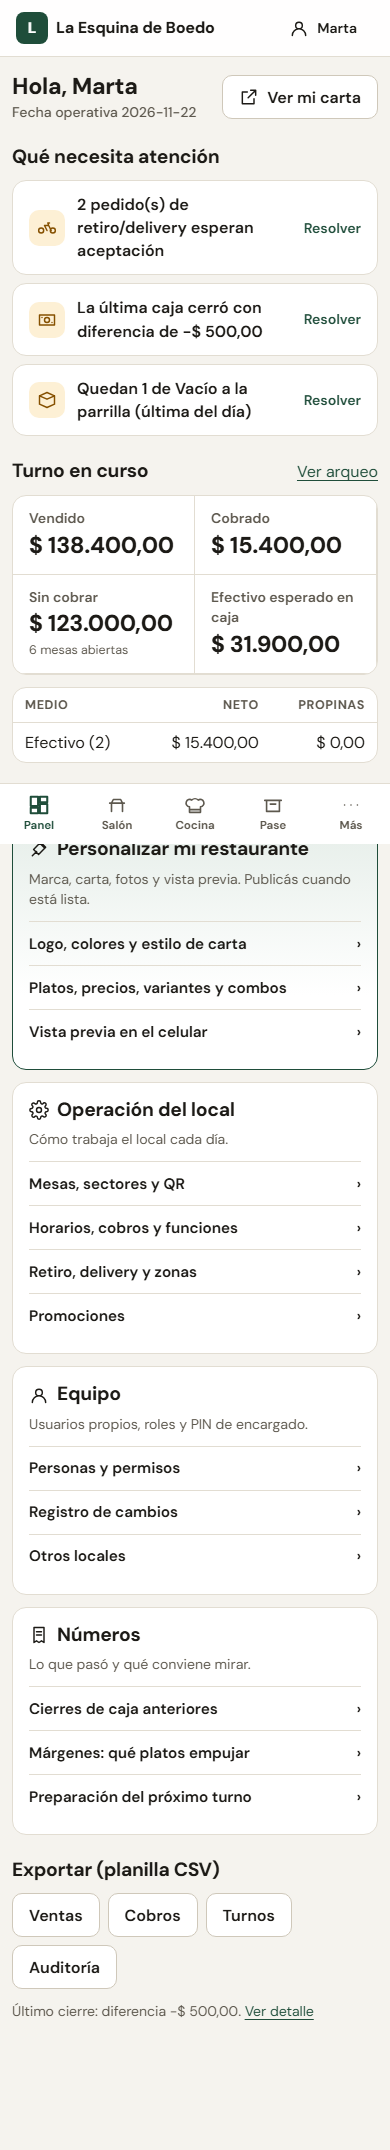 L La Esquina de Boedo Marta
Hola, Marta
Fecha operativa 2026-11-22
Ver mi carta
Qué necesita atención
2 pedido(s) de
retiro/delivery esperan
aceptación
Resolver
La última caja cerró con
diferencia de -$ 500,00
Resolver
Quedan 1 de Vacío a la
parrilla (última del día)
Resolver
Turno en curso Ver arqueo
Vendido
$ 138.400,00
Cobrado
$ 15.400,00
Sin cobrar
$ 123.000,00
6 mesas abiertas
Efectivo esperado en
caja
$ 31.900,00
MEDIO NETO PROPINAS
Efectivo (2) $ 15.400,00 $ 0,00
Panel Salón Cocina Pase Más
Personalizar mi restaurante
Marca, carta, fotos y vista previa. Publicás cuando
está lista.
Logo, colores y estilo de carta ›
Platos, precios, variantes y combos ›
Vista previa en el celular ›
Operación del local
Cómo trabaja el local cada día.
Mesas, sectores y QR ›
Horarios, cobros y funciones ›
Retiro, delivery y zonas ›
Promociones ›
Equipo
Usuarios propios, roles y PIN de encargado.
Personas y permisos ›
Registro de cambios ›
Otros locales ›
Números
Lo que pasó y qué conviene mirar.
Cierres de caja anteriores ›
Márgenes: qué platos empujar ›
Preparación del próximo turno ›
Exportar (planilla CSV)
Ventas Cobros Turnos
Auditoría
Último cierre: diferencia -$ 500,00. Ver detalle